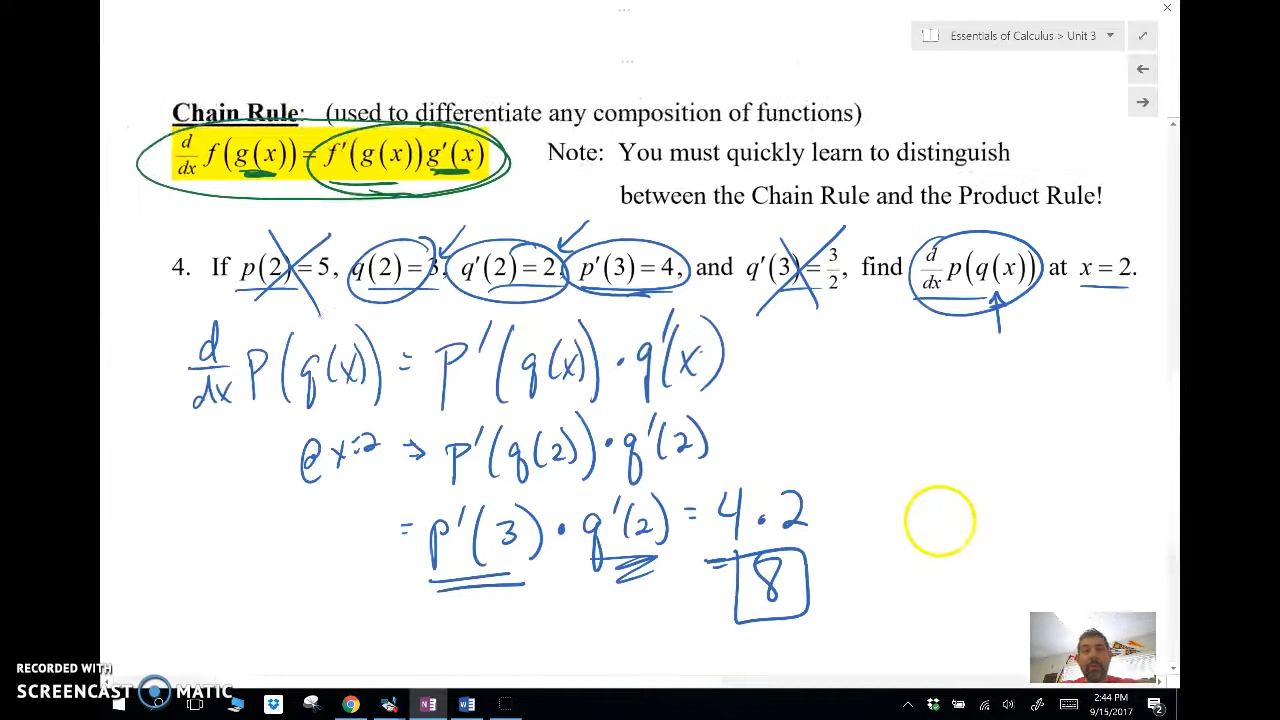 Essentials of Calculus > Unit 3
Chain Rule: (used to differentiate any composition of functions)
d/dx f(g(x)) = f′(g(x))g′(x) Note: You must quickly learn to distinguish
between the Chain Rule and the Product Rule!
4. If p(2) = 5, q(2) = 3, q′(2) = 2, p′(3) = 4, and q′(3) = 3/2, find d/dx p(q(x)) at x = 2.
d/dx P(q(x)) = P′(q(x)) · q′(x)
@ x=2 → P′(q(2)) · q′(2)
= P′(3) · q′(2) = 4 · 2
= 8
RECORDED WITH
SCREENCAST MATIC
2:44 PM
9/15/2017
2